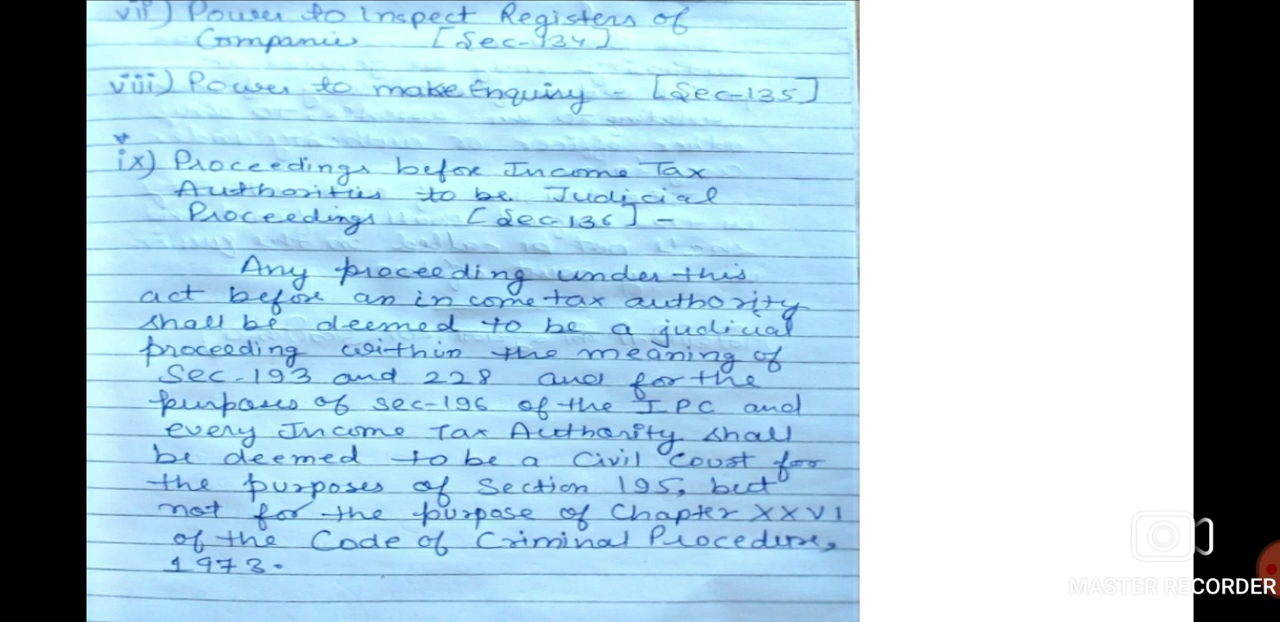 vii) Power to Inspect Registers of
Companies [Sec-134]
viii) Power to make Enquiry - [Sec-135]
ix) Proceedings before Income Tax
Authorities to be Judicial
Proceedings [Sec-136] -
Any proceeding under this
act before an income tax authority
shall be deemed to be a judicial
proceeding within the meaning of
Sec-193 and 228 and for the
purposes of sec-196 of the IPC and
every Income Tax Authority shall
be deemed to be a Civil Court for
the purposes of Section 195, but
not for the purpose of Chapter XXVI
of the Code of Criminal Procedure,
1973.
MASTER RECORDER